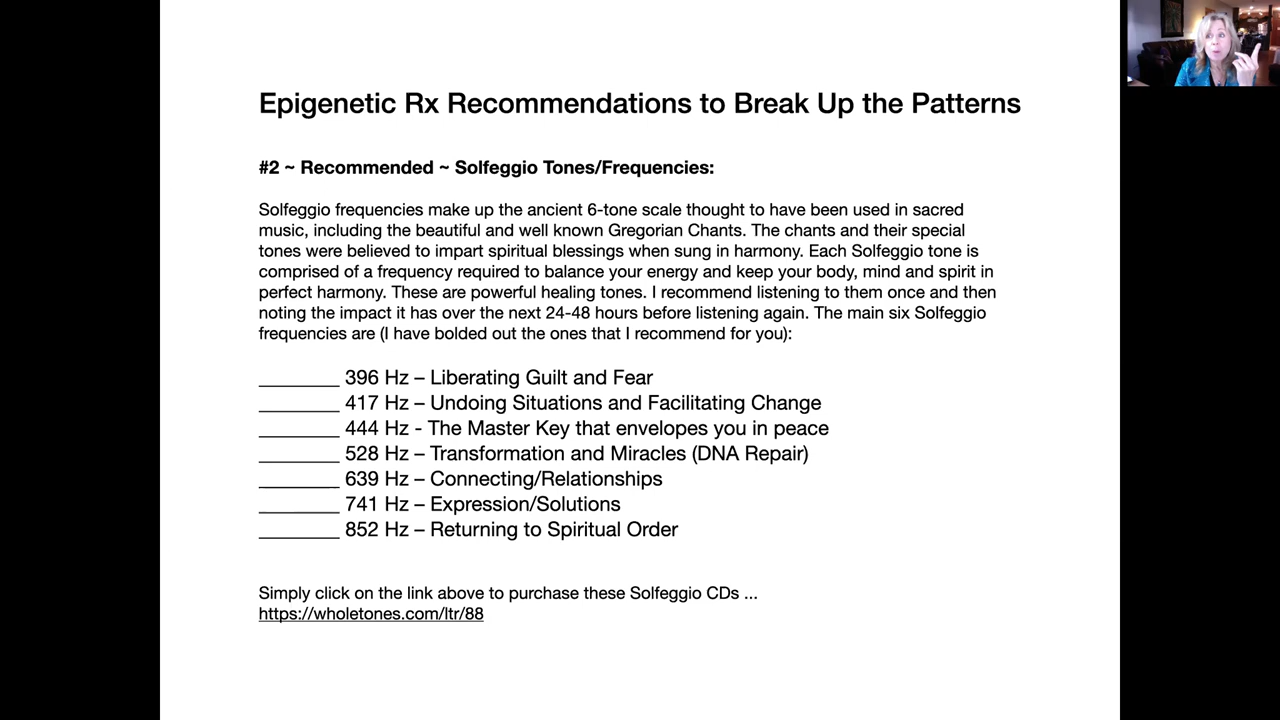 Epigenetic Rx Recommendations to Break Up the Patterns
#2 ~ Recommended ~ Solfeggio Tones/Frequencies:
Solfeggio frequencies make up the ancient 6-tone scale thought to have been used in sacred
music, including the beautiful and well known Gregorian Chants. The chants and their special
tones were believed to impart spiritual blessings when sung in harmony. Each Solfeggio tone is
comprised of a frequency required to balance your energy and keep your body, mind and spirit in
perfect harmony. These are powerful healing tones. I recommend listening to them once and then
noting the impact it has over the next 24-48 hours before listening again. The main six Solfeggio
frequencies are (I have bolded out the ones that I recommend for you):
________ 396 Hz – Liberating Guilt and Fear
________ 417 Hz – Undoing Situations and Facilitating Change
________ 444 Hz - The Master Key that envelopes you in peace
________ 528 Hz – Transformation and Miracles (DNA Repair)
________ 639 Hz – Connecting/Relationships
________ 741 Hz – Expression/Solutions
________ 852 Hz – Returning to Spiritual Order
Simply click on the link above to purchase these Solfeggio CDs ...
https://wholetones.com/ltr/88